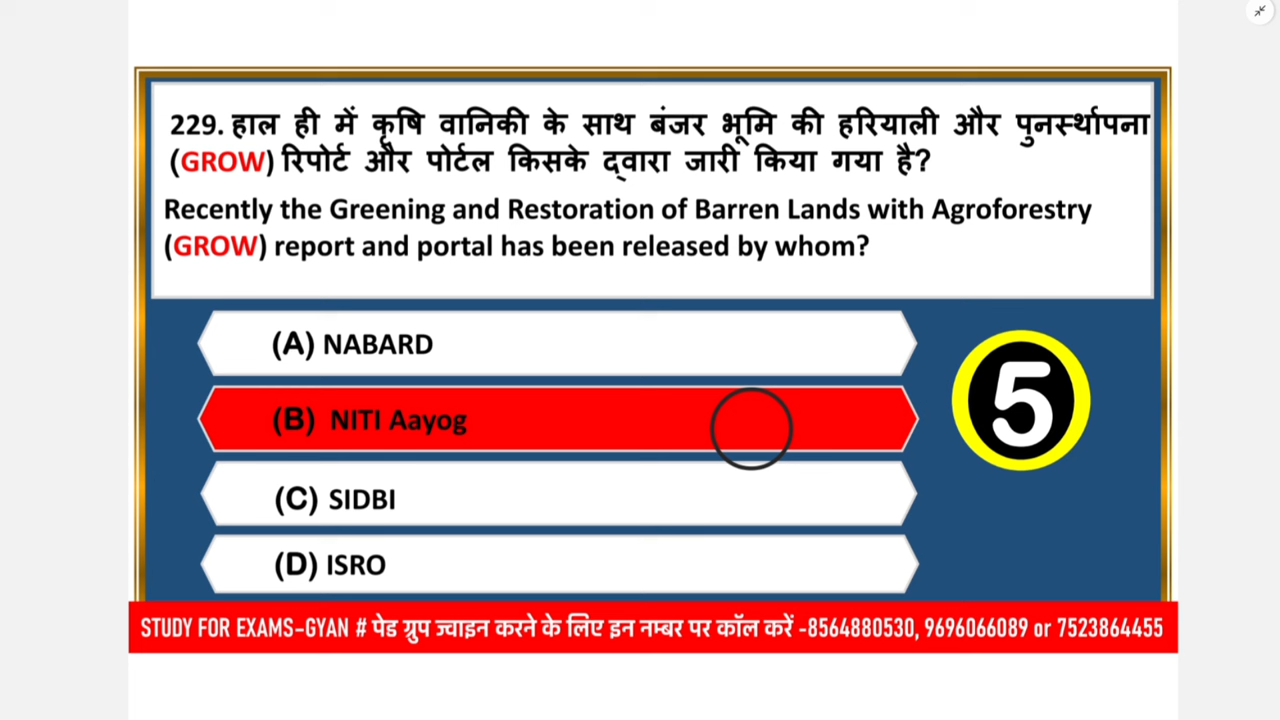 229. हाल ही में कृषि वानिकी के साथ बंजर भूमि की हरियाली और पुनर्स्थापना
(GROW) रिपोर्ट और पोर्टल किसके द्वारा जारी किया गया है?
Recently the Greening and Restoration of Barren Lands with Agroforestry
(GROW) report and portal has been released by whom?
(A) NABARD
(B) NITI Aayog
5
(C) SIDBI
(D) ISRO
STUDY FOR EXAMS-GYAN # पेड ग्रुप ज्वाइन करने के लिए इन नम्बर पर कॉल करें -8564880530, 9696066089 or 7523864455